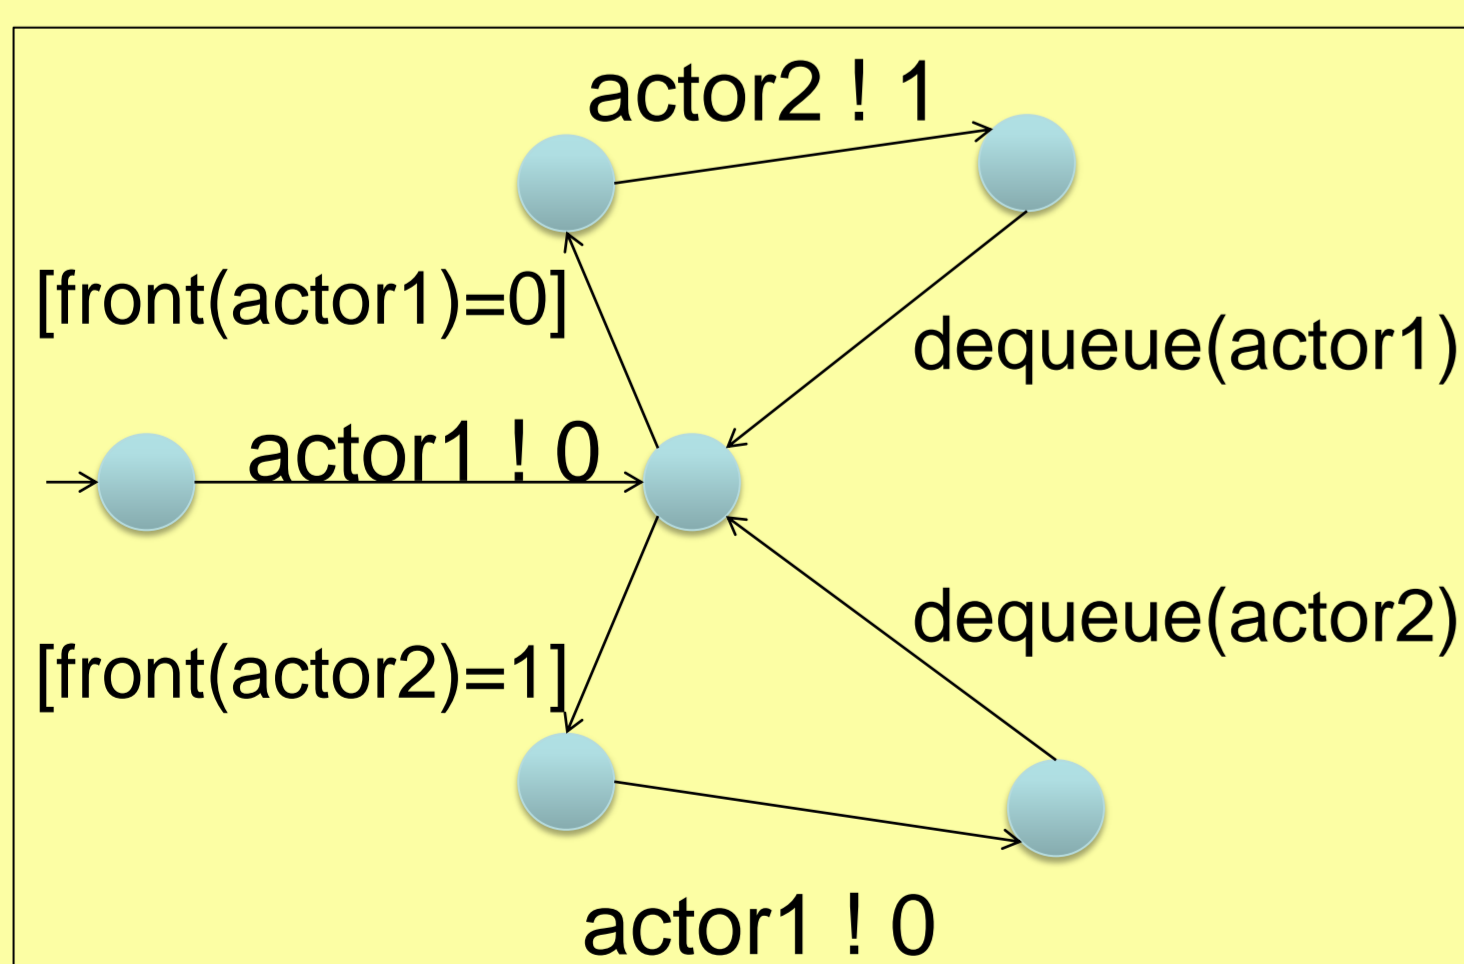 actor2 ! 1
[front(actor1)=0]
dequeue(actor1)
actor1 ! 0
dequeue(actor2)
[front(actor2)=1]
actor1 ! 0